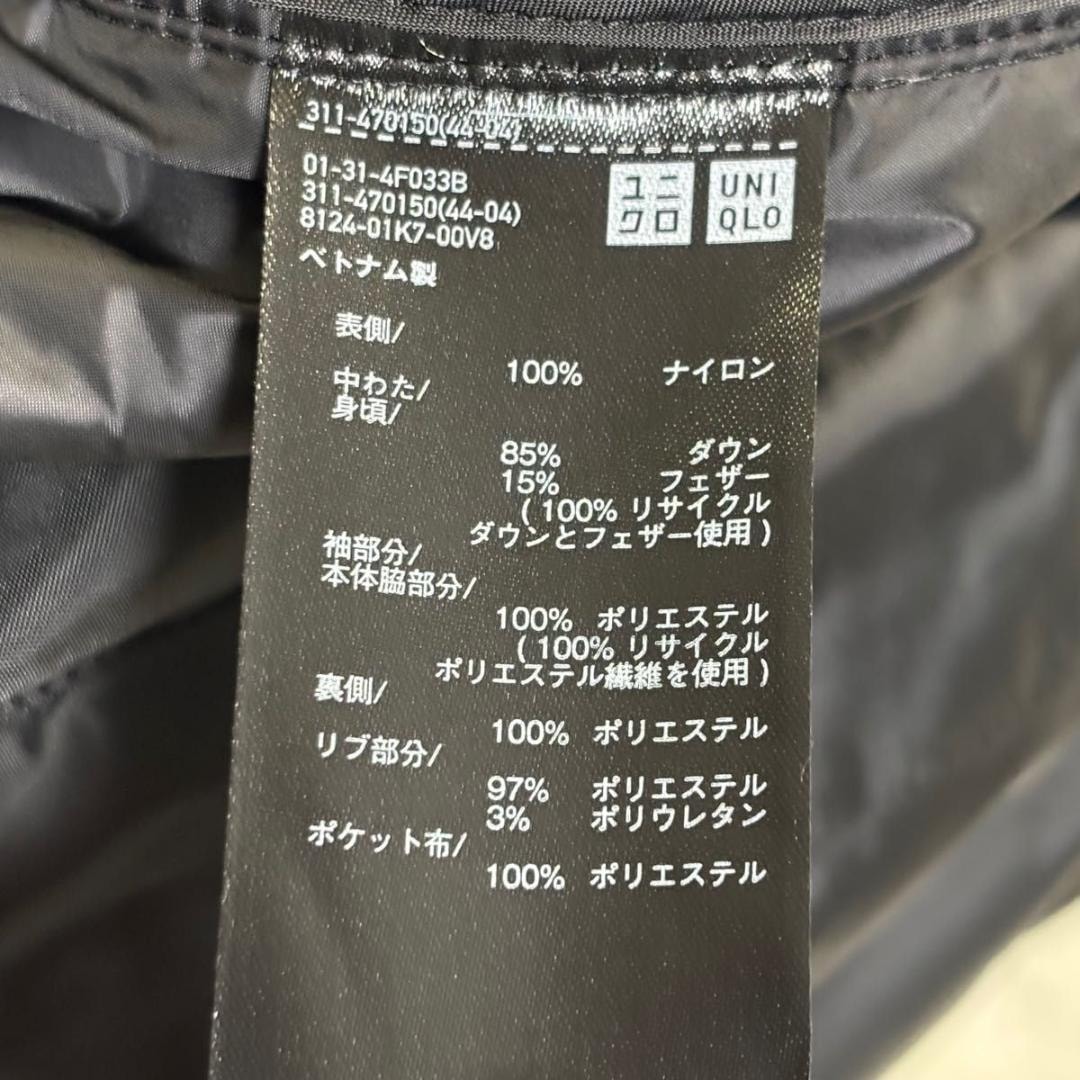 311-470150(44-04)
01-31-4F033B
311-470150(44-04)
8124-01K7-00V8
ユニ
クロ
UNI
QLO
ベトナム製
表側/
100% ナイロン
中わた/
身頃/
85% ダウン
15% フェザー
( 100% リサイクル
ダウンとフェザー使用 )
袖部分/
本体脇部分/
100% ポリエステル
( 100% リサイクル
ポリエステル繊維を使用 )
裏側/
100% ポリエステル
リブ部分/
97% ポリエステル
3% ポリウレタン
ポケット布/
100% ポリエステル